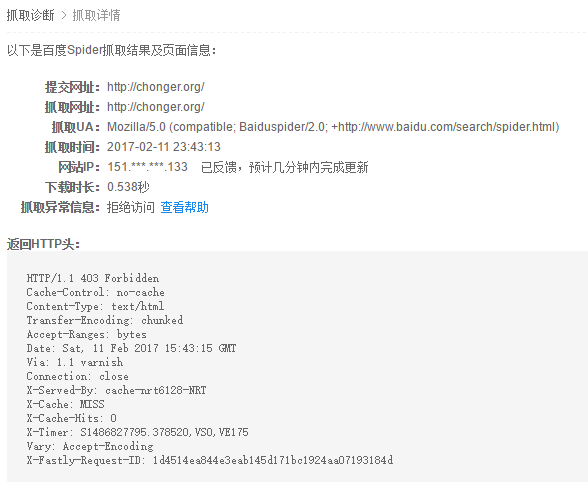 抓取诊断 > 抓取详情
以下是百度Spider抓取结果及页面信息：
提交网址： http://chonger.org/
抓取网址： http://chonger.org/
抓取UA： Mozilla/5.0 (compatible; Baiduspider/2.0; +http://www.baidu.com/search/spider.html)
抓取时间： 2017-02-11 23:43:13
网站IP： 151.***.***.133 已反馈，预计几分钟内完成更新
下载时长： 0.538秒
抓取异常信息： 拒绝访问 查看帮助
返回HTTP头：
HTTP/1.1 403 Forbidden
Cache-Control: no-cache
Content-Type: text/html
Transfer-Encoding: chunked
Accept-Ranges: bytes
Date: Sat, 11 Feb 2017 15:43:15 GMT
Via: 1.1 varnish
Connection: close
X-Served-By: cache-nrt6128-NRT
X-Cache: MISS
X-Cache-Hits: 0
X-Timer: S1486827795.378520,VS0,VE175
Vary: Accept-Encoding
X-Fastly-Request-ID: 1d4514ea844e3eab145d171bc1924aa07193184d